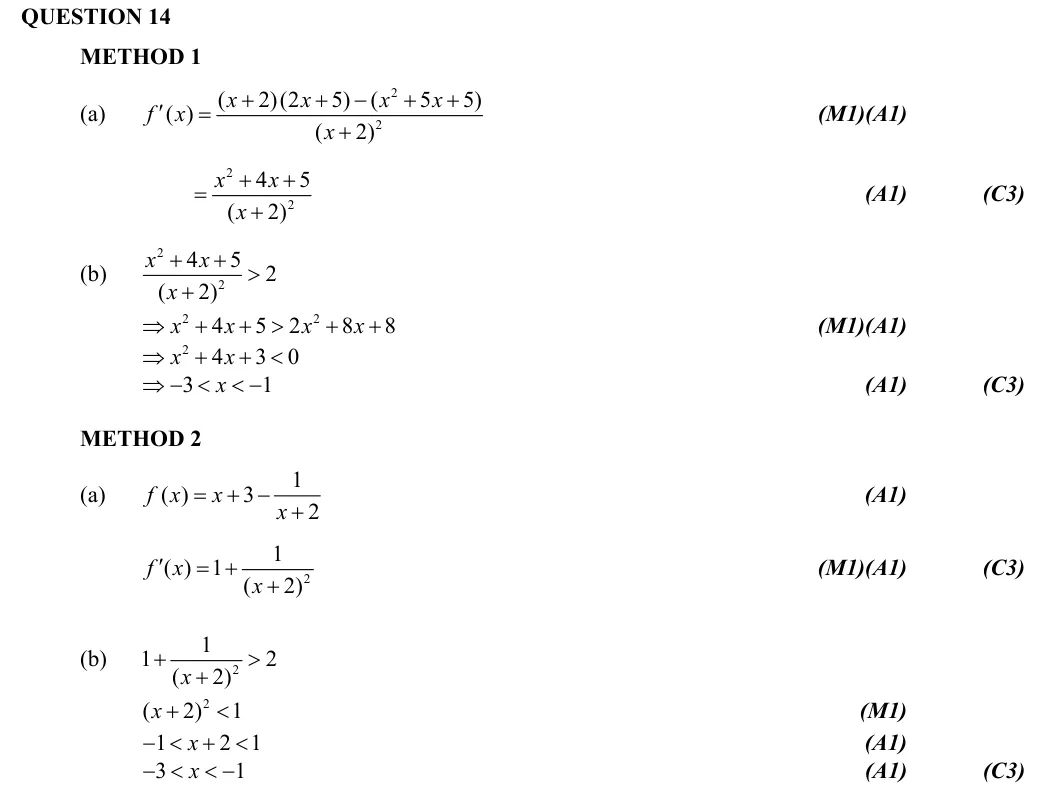 QUESTION 14
METHOD 1
(a) f′(x) = ((x + 2)(2x + 5) − (x² + 5x + 5)) / (x + 2)² (M1)(A1)
= (x² + 4x + 5) / (x + 2)² (A1) (C3)
(b) (x² + 4x + 5) / (x + 2)² > 2
⇒ x² + 4x + 5 > 2x² + 8x + 8 (M1)(A1)
⇒ x² + 4x + 3 < 0
⇒ −3 < x < −1 (A1) (C3)
METHOD 2
(a) f (x) = x + 3 − 1 / (x + 2) (A1)
f′(x) = 1 + 1 / (x + 2)² (M1)(A1) (C3)
(b) 1 + 1 / (x + 2)² > 2
(x + 2)² < 1 (M1)
−1 < x + 2 < 1 (A1)
−3 < x < −1 (A1) (C3)